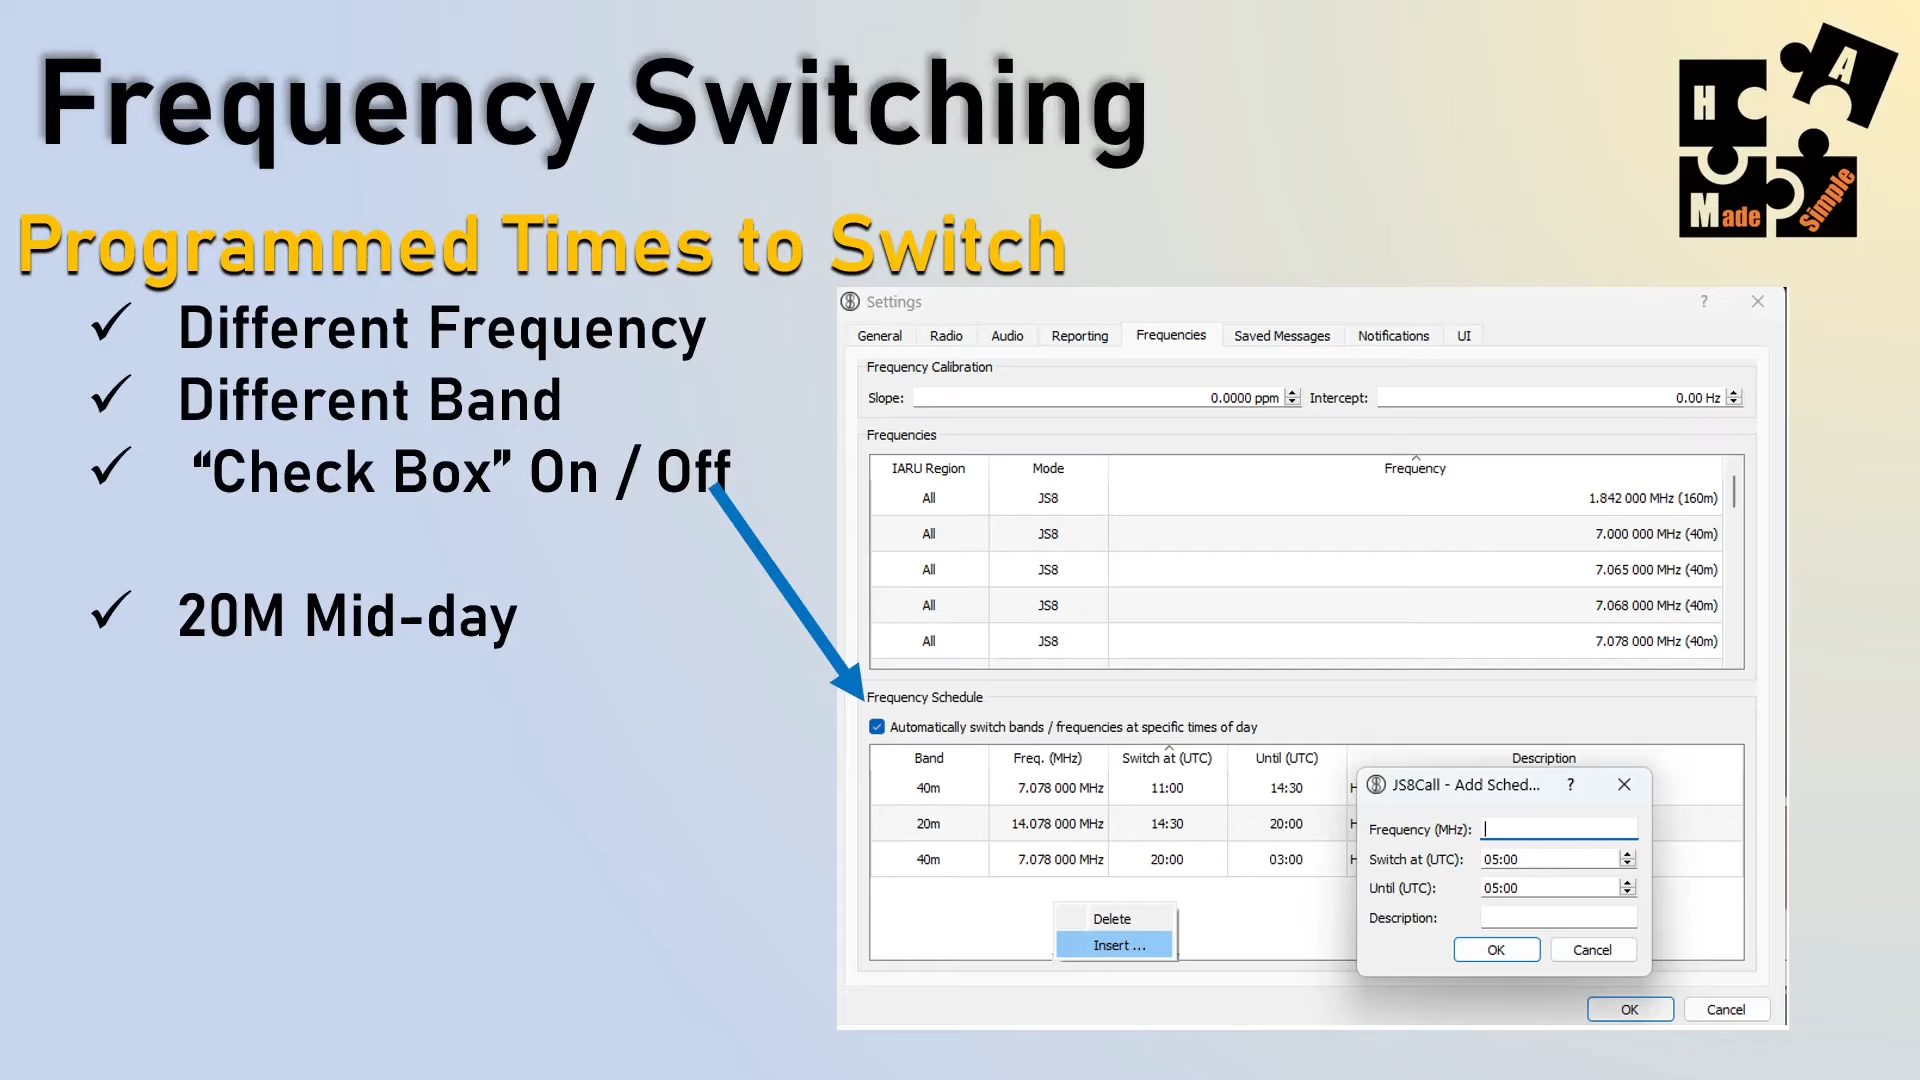 Frequency Switching
H
A
Made
Simple
Programmed Times to Switch
✓ Different Frequency
✓ Different Band
✓ “Check Box” On / Off
✓ 20M Mid-day
Settings ? ×
General Radio Audio Reporting Frequencies Saved Messages Notifications UI
Frequency Calibration
Slope: 0.0000 ppm Intercept: 0.00 Hz
Frequencies
IARU Region Mode Frequency
All JS8 1.842 000 MHz (160m)
All JS8 7.000 000 MHz (40m)
All JS8 7.065 000 MHz (40m)
All JS8 7.068 000 MHz (40m)
All JS8 7.078 000 MHz (40m)
Frequency Schedule
Automatically switch bands / frequencies at specific times of day
Band Freq. (MHz) Switch at (UTC) Until (UTC) Description
40m 7.078 000 MHz 11:00 14:30 H
20m 14.078 000 MHz 14:30 20:00 H
40m 7.078 000 MHz 20:00 03:00 H
Delete
Insert ...
JS8Call - Add Sched... ? ×
Frequency (MHz):
Switch at (UTC): 05:00
Until (UTC): 05:00
Description:
OK Cancel
OK Cancel